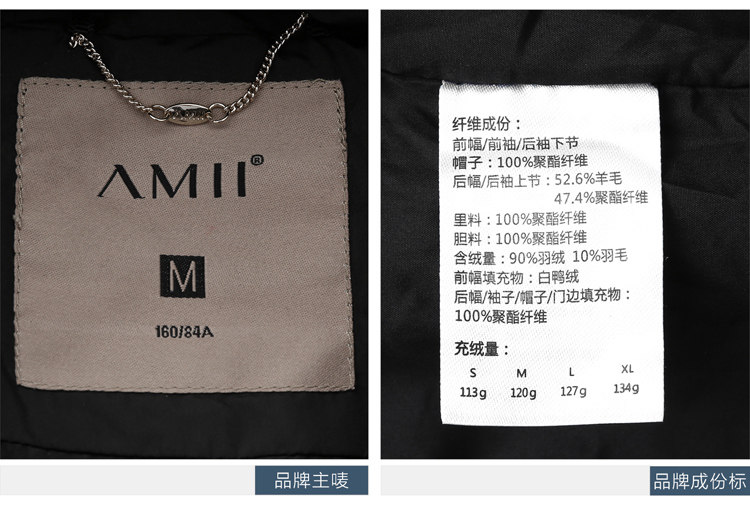 AMII®
M
160/84A
品牌主唛
纤维成份：
前幅/前袖/后袖下节
帽子：100%聚酯纤维
后幅/后袖上节：52.6%羊毛
47.4%聚酯纤维
里料：100%聚酯纤维
胆料：100%聚酯纤维
含绒量：90%羽绒 10%羽毛
前幅填充物：白鸭绒
后幅/袖子/帽子/门边填充物：
100%聚酯纤维
充绒量：
S M L XL
113g 120g 127g 134g
品牌成份标